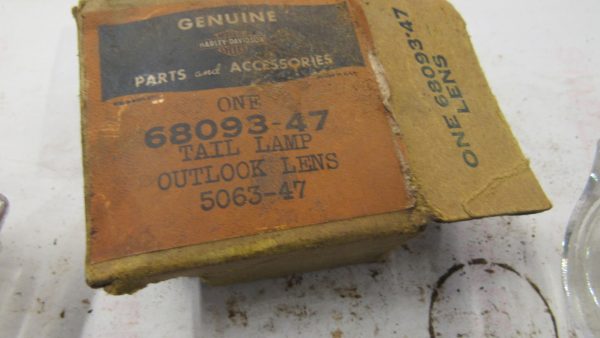 GENUINE
HARLEY-DAVIDSON
PARTS and ACCESSORIES
ONE
68093-47
TAIL LAMP
OUTLOOK LENS
5063-47
ONE 68093-47
LENS